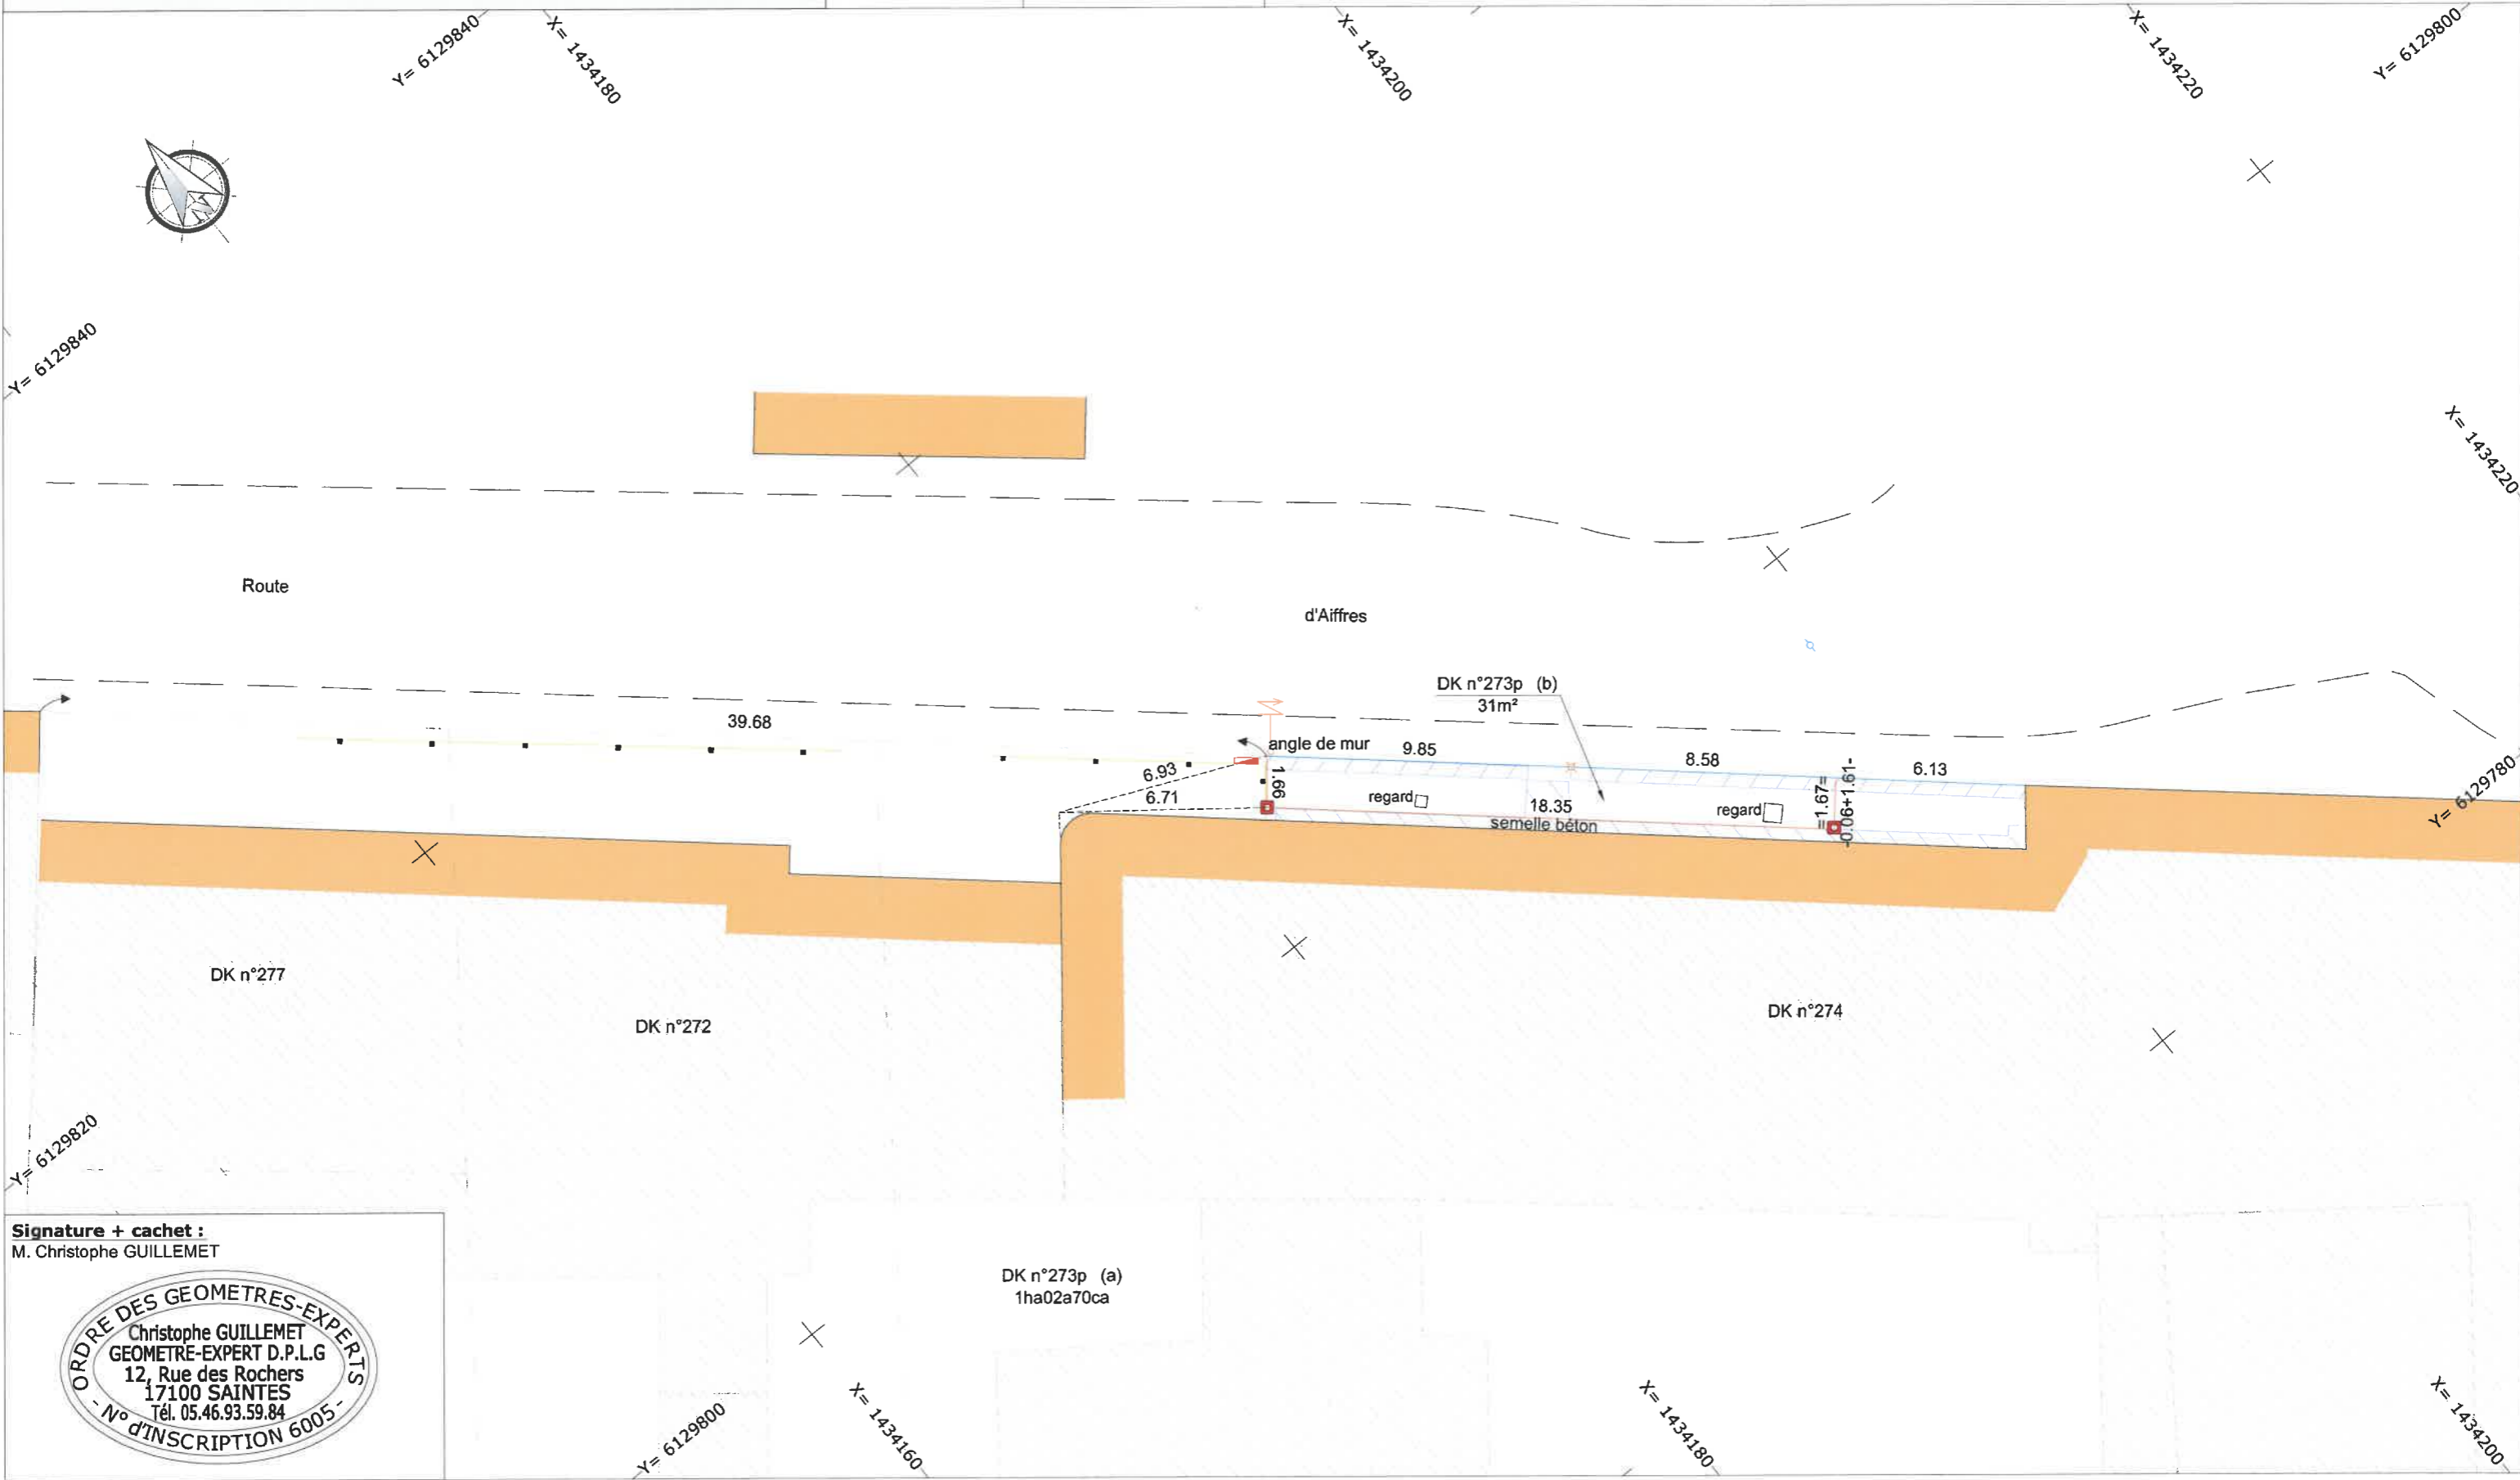 Y= 6129840
X= 1434180
X= 1434200
X= 1434220
Y= 6129800
Y= 6129840
X= 1434220
Route
d'Aiffres
DK n°273p (b)
31m²
39.68
angle de mur
9.85
8.58
6.13
6.93
6.71
1.66
regard
18.35
semelle béton
regard
=1.67=
-0.06+1.61-
Y= 6129780
DK n°277
DK n°272
DK n°274
Y= 6129820
DK n°273p (a)
1ha02a70ca
Signature + cachet :
M. Christophe GUILLEMET
ORDRE DES GEOMETRES-EXPERTS
Christophe GUILLEMET
GEOMETRE-EXPERT D.P.L.G
12, Rue des Rochers
17100 SAINTES
Tél. 05.46.93.59.84
- N° d'INSCRIPTION 6005 -
Y= 6129800
X= 1434160
X= 1434180
X= 1434200